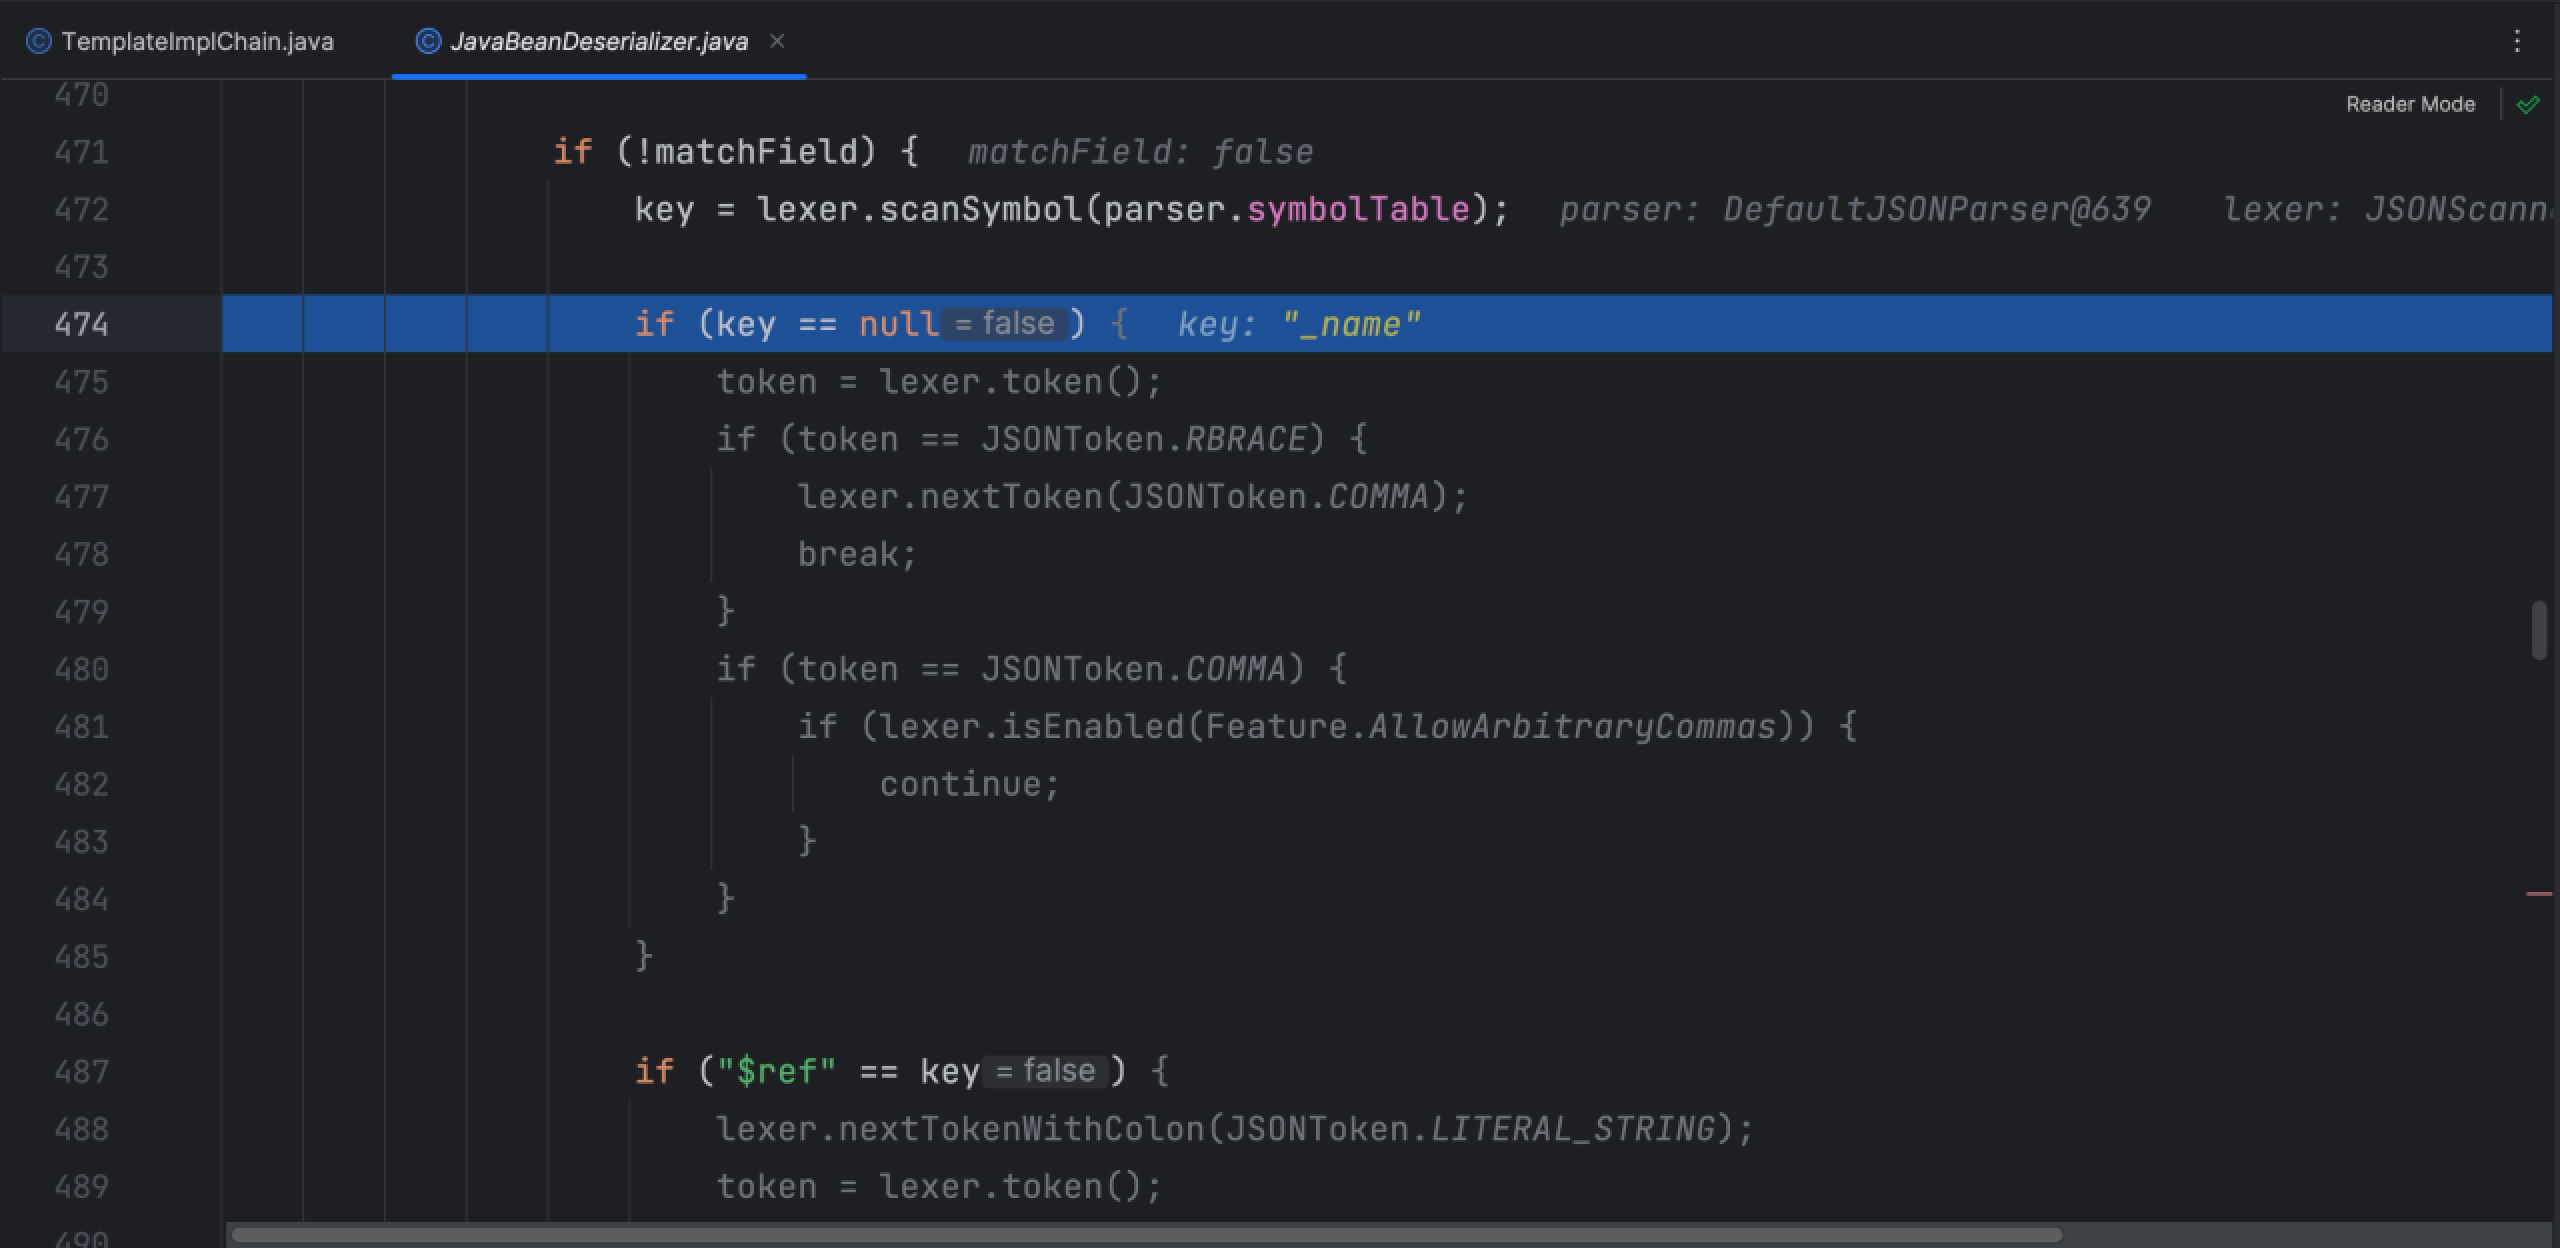 TemplateImplChain.java JavaBeanDeserializer.java
470
Reader Mode
471 if (!matchField) { matchField: false
472 key = lexer.scanSymbol(parser.symbolTable); parser: DefaultJSONParser@639 lexer: JSONScann
473
474 if (key == null = false ) { key: "_name"
475 token = lexer.token();
476 if (token == JSONToken.RBRACE) {
477 lexer.nextToken(JSONToken.COMMA);
478 break;
479 }
480 if (token == JSONToken.COMMA) {
481 if (lexer.isEnabled(Feature.AllowArbitraryCommas)) {
482 continue;
483 }
484 }
485 }
486
487 if ("$ref" == key = false ) {
488 lexer.nextTokenWithColon(JSONToken.LITERAL_STRING);
489 token = lexer.token();
490